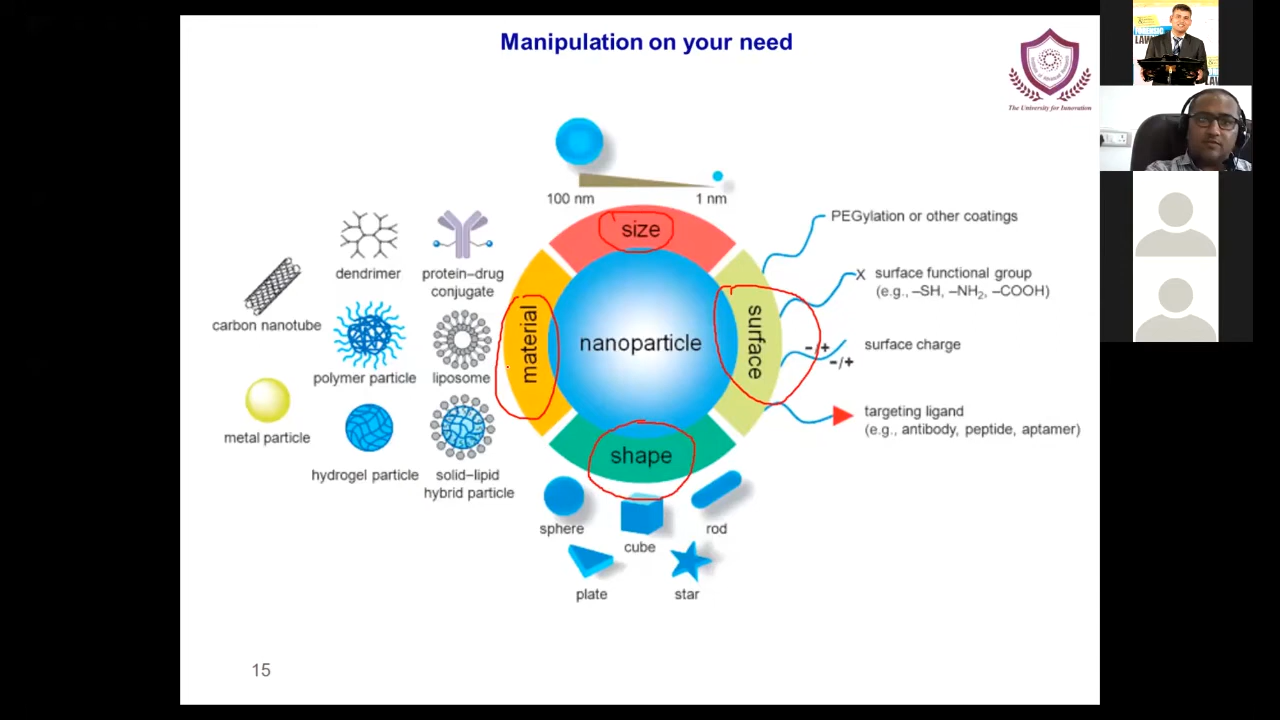 Manipulation on your need
The University for Innovation
100 nm
1 nm
size
PEGylation or other coatings
X
surface functional group
(e.g., –SH, –NH₂, –COOH)
surface
–/+
–/+
surface charge
targeting ligand
(e.g., antibody, peptide, aptamer)
dendrimer
protein–drug
conjugate
carbon nanotube
polymer particle
liposome
metal particle
hydrogel particle
solid–lipid
hybrid particle
material
nanoparticle
shape
sphere
cube
rod
plate
star
15
LAW